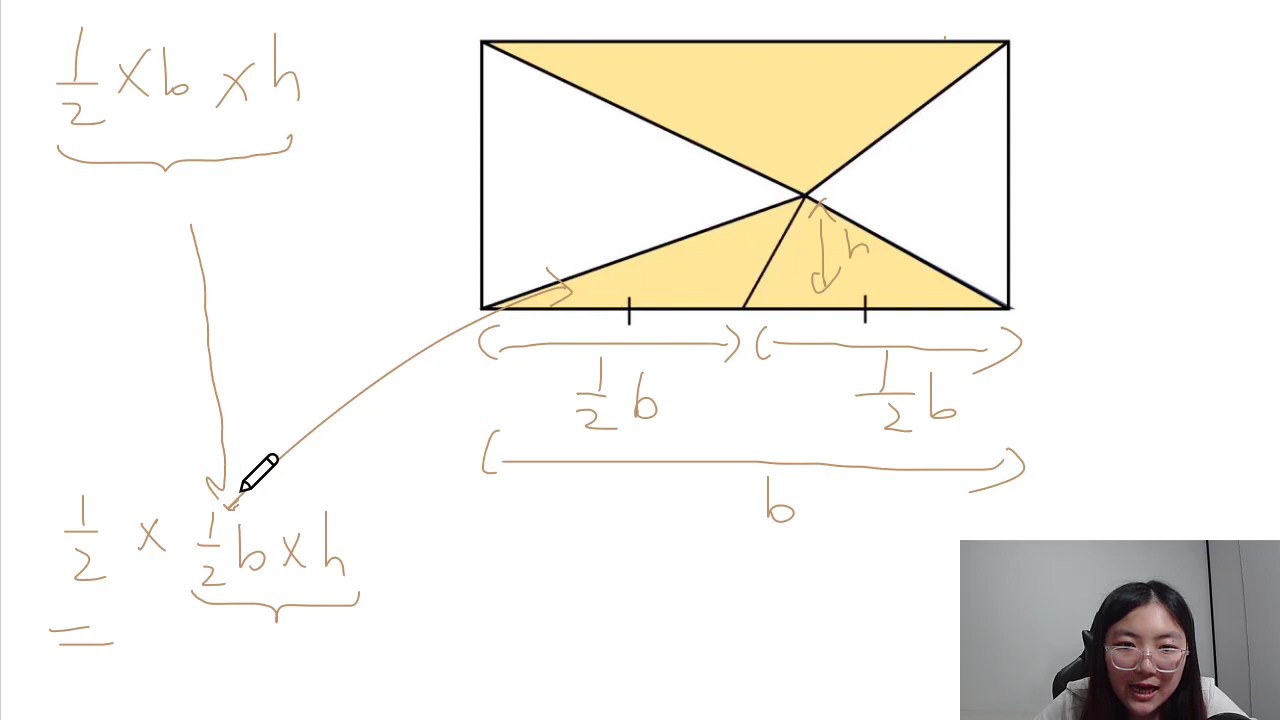 1/2 × b × h
h
1/2 b
1/2 b
b
1/2 × 1/2 b × h
=